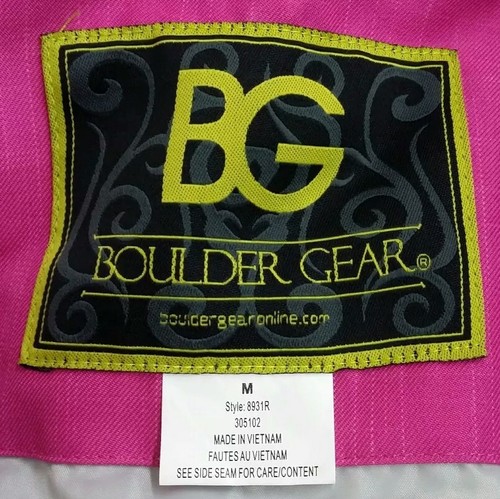 BG
BOULDER GEAR®
bouldergearonline.com
M
Style: 8931R
305102
MADE IN VIETNAM
FAUTES AU VIETNAM
SEE SIDE SEAM FOR CARE/CONTENT